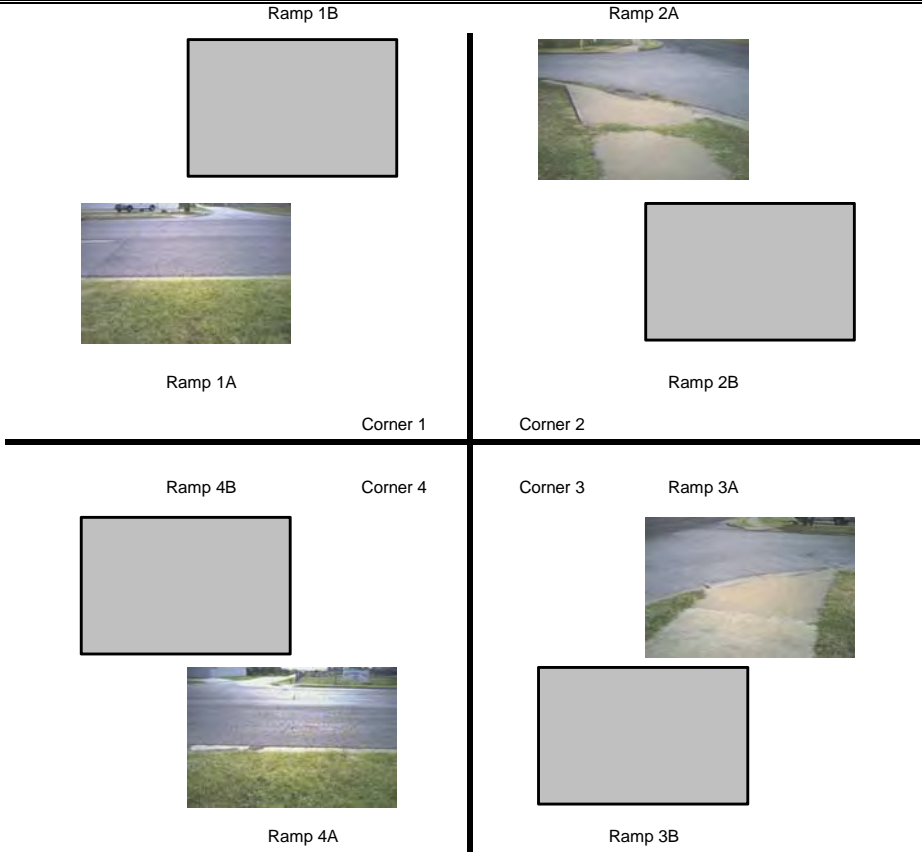 Ramp 1B
Ramp 2A
Ramp 1A
Ramp 2B
Corner 1
Corner 2
Ramp 4B
Corner 4
Corner 3
Ramp 3A
Ramp 4A
Ramp 3B